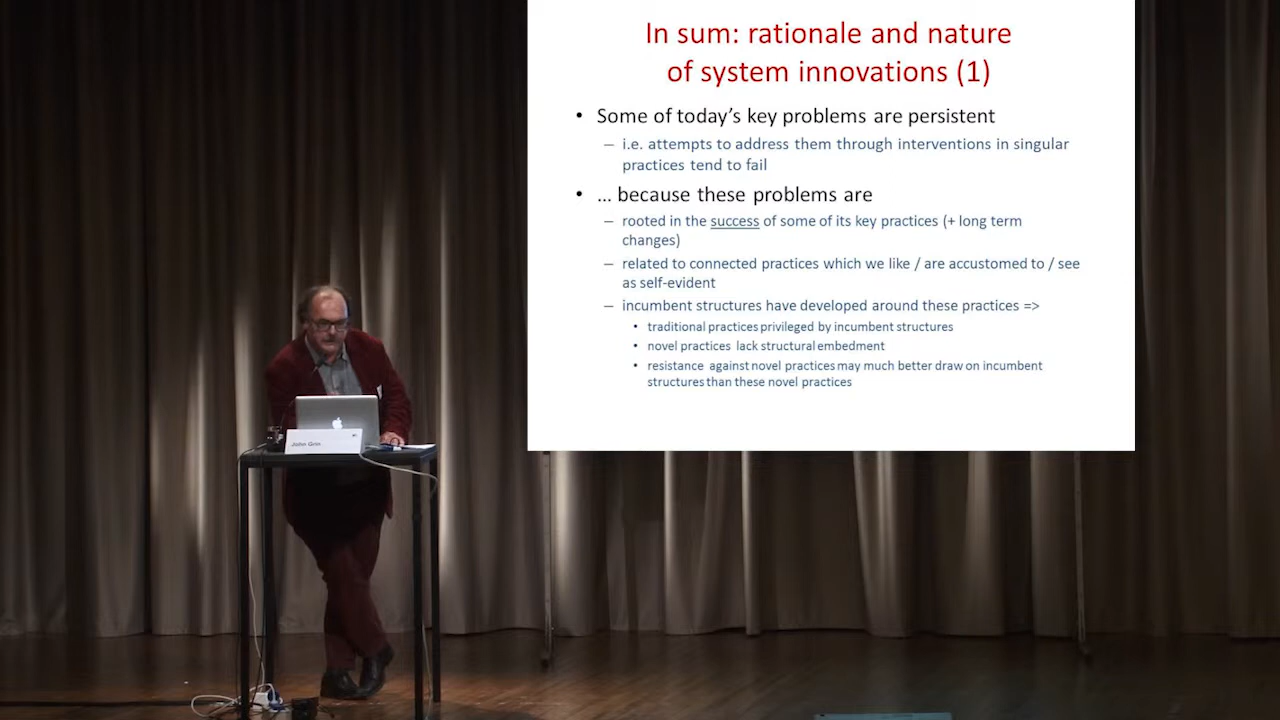 In sum: rationale and nature
of system innovations (1)
• Some of today's key problems are persistent
– i.e. attempts to address them through interventions in singular
practices tend to fail
• ... because these problems are
– rooted in the success of some of its key practices (+ long term
changes)
– related to connected practices which we like / are accustomed to / see
as self-evident
– incumbent structures have developed around these practices =>
• traditional practices privileged by incumbent structures
• novel practices lack structural embedment
• resistance against novel practices may much better draw on incumbent
structures than these novel practices
John Grin